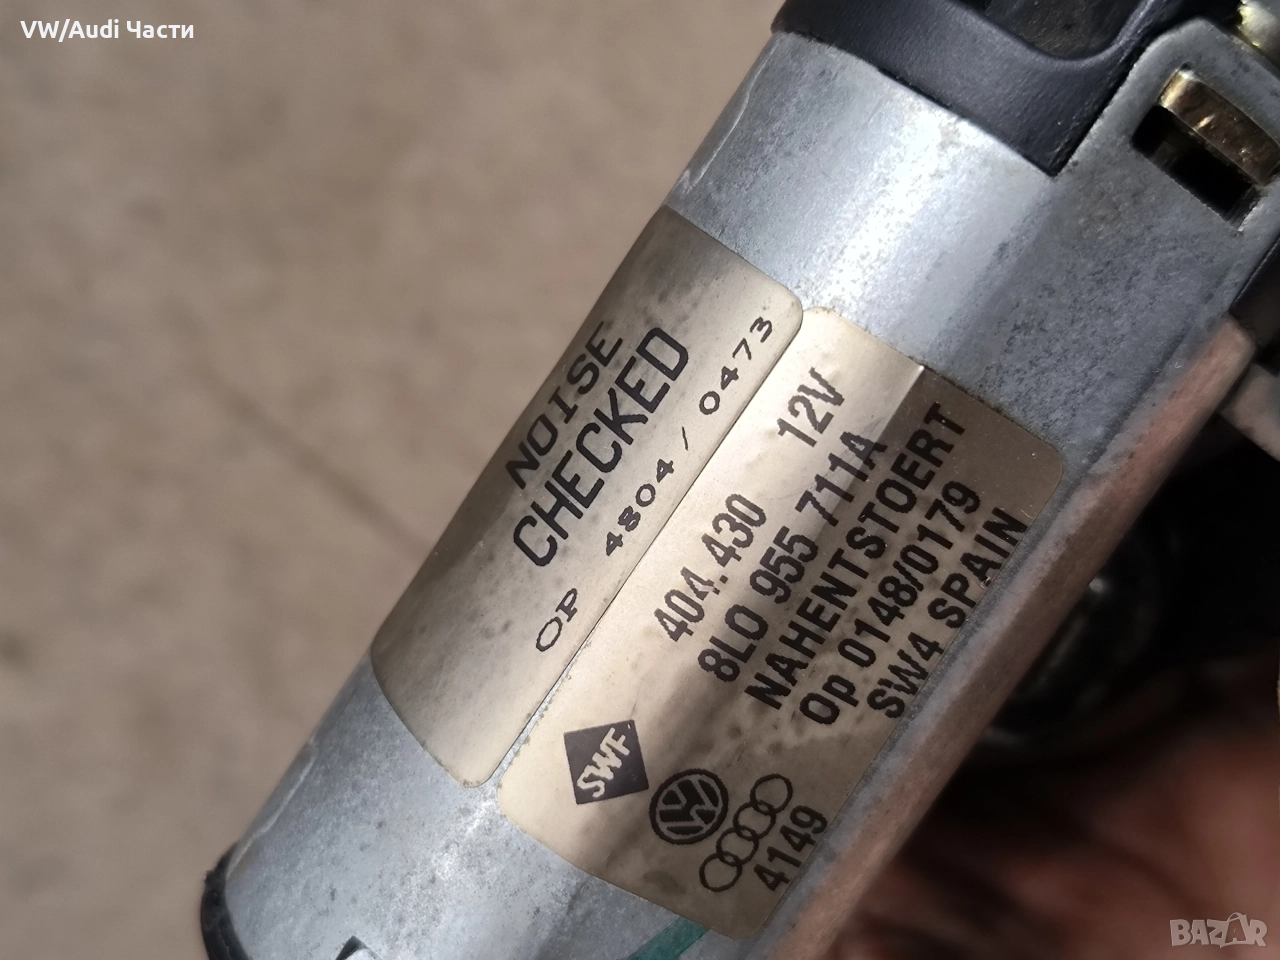 VW/Audi Части
NOISE
CHECKED
OP 4804 / 0473
404.430 12V
8L0 955 711A
NAHENTSTOERT
Op 0148/0179
SW4 SPAIN
SWF
4149
BAZAR